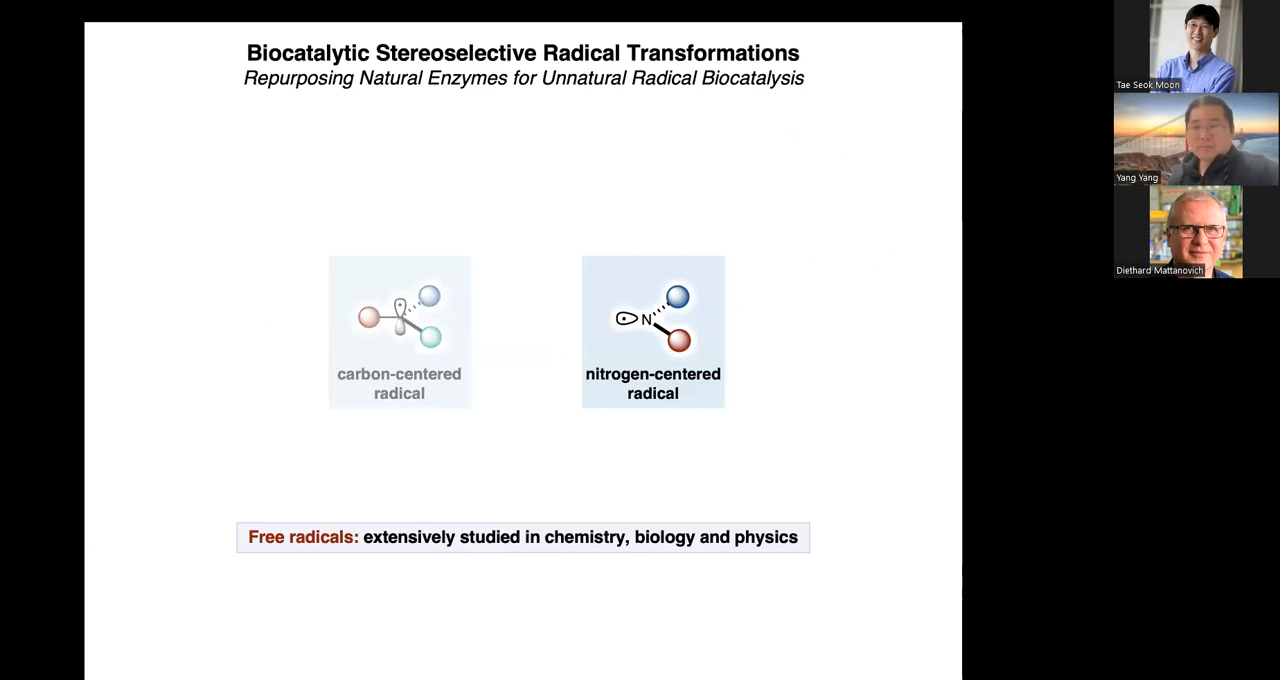 Biocatalytic Stereoselective Radical Transformations
Repurposing Natural Enzymes for Unnatural Radical Biocatalysis
carbon-centered
radical
N
nitrogen-centered
radical
Free radicals: extensively studied in chemistry, biology and physics
Tae Seok Moon
Yang Yang
Diethard Mattanovich